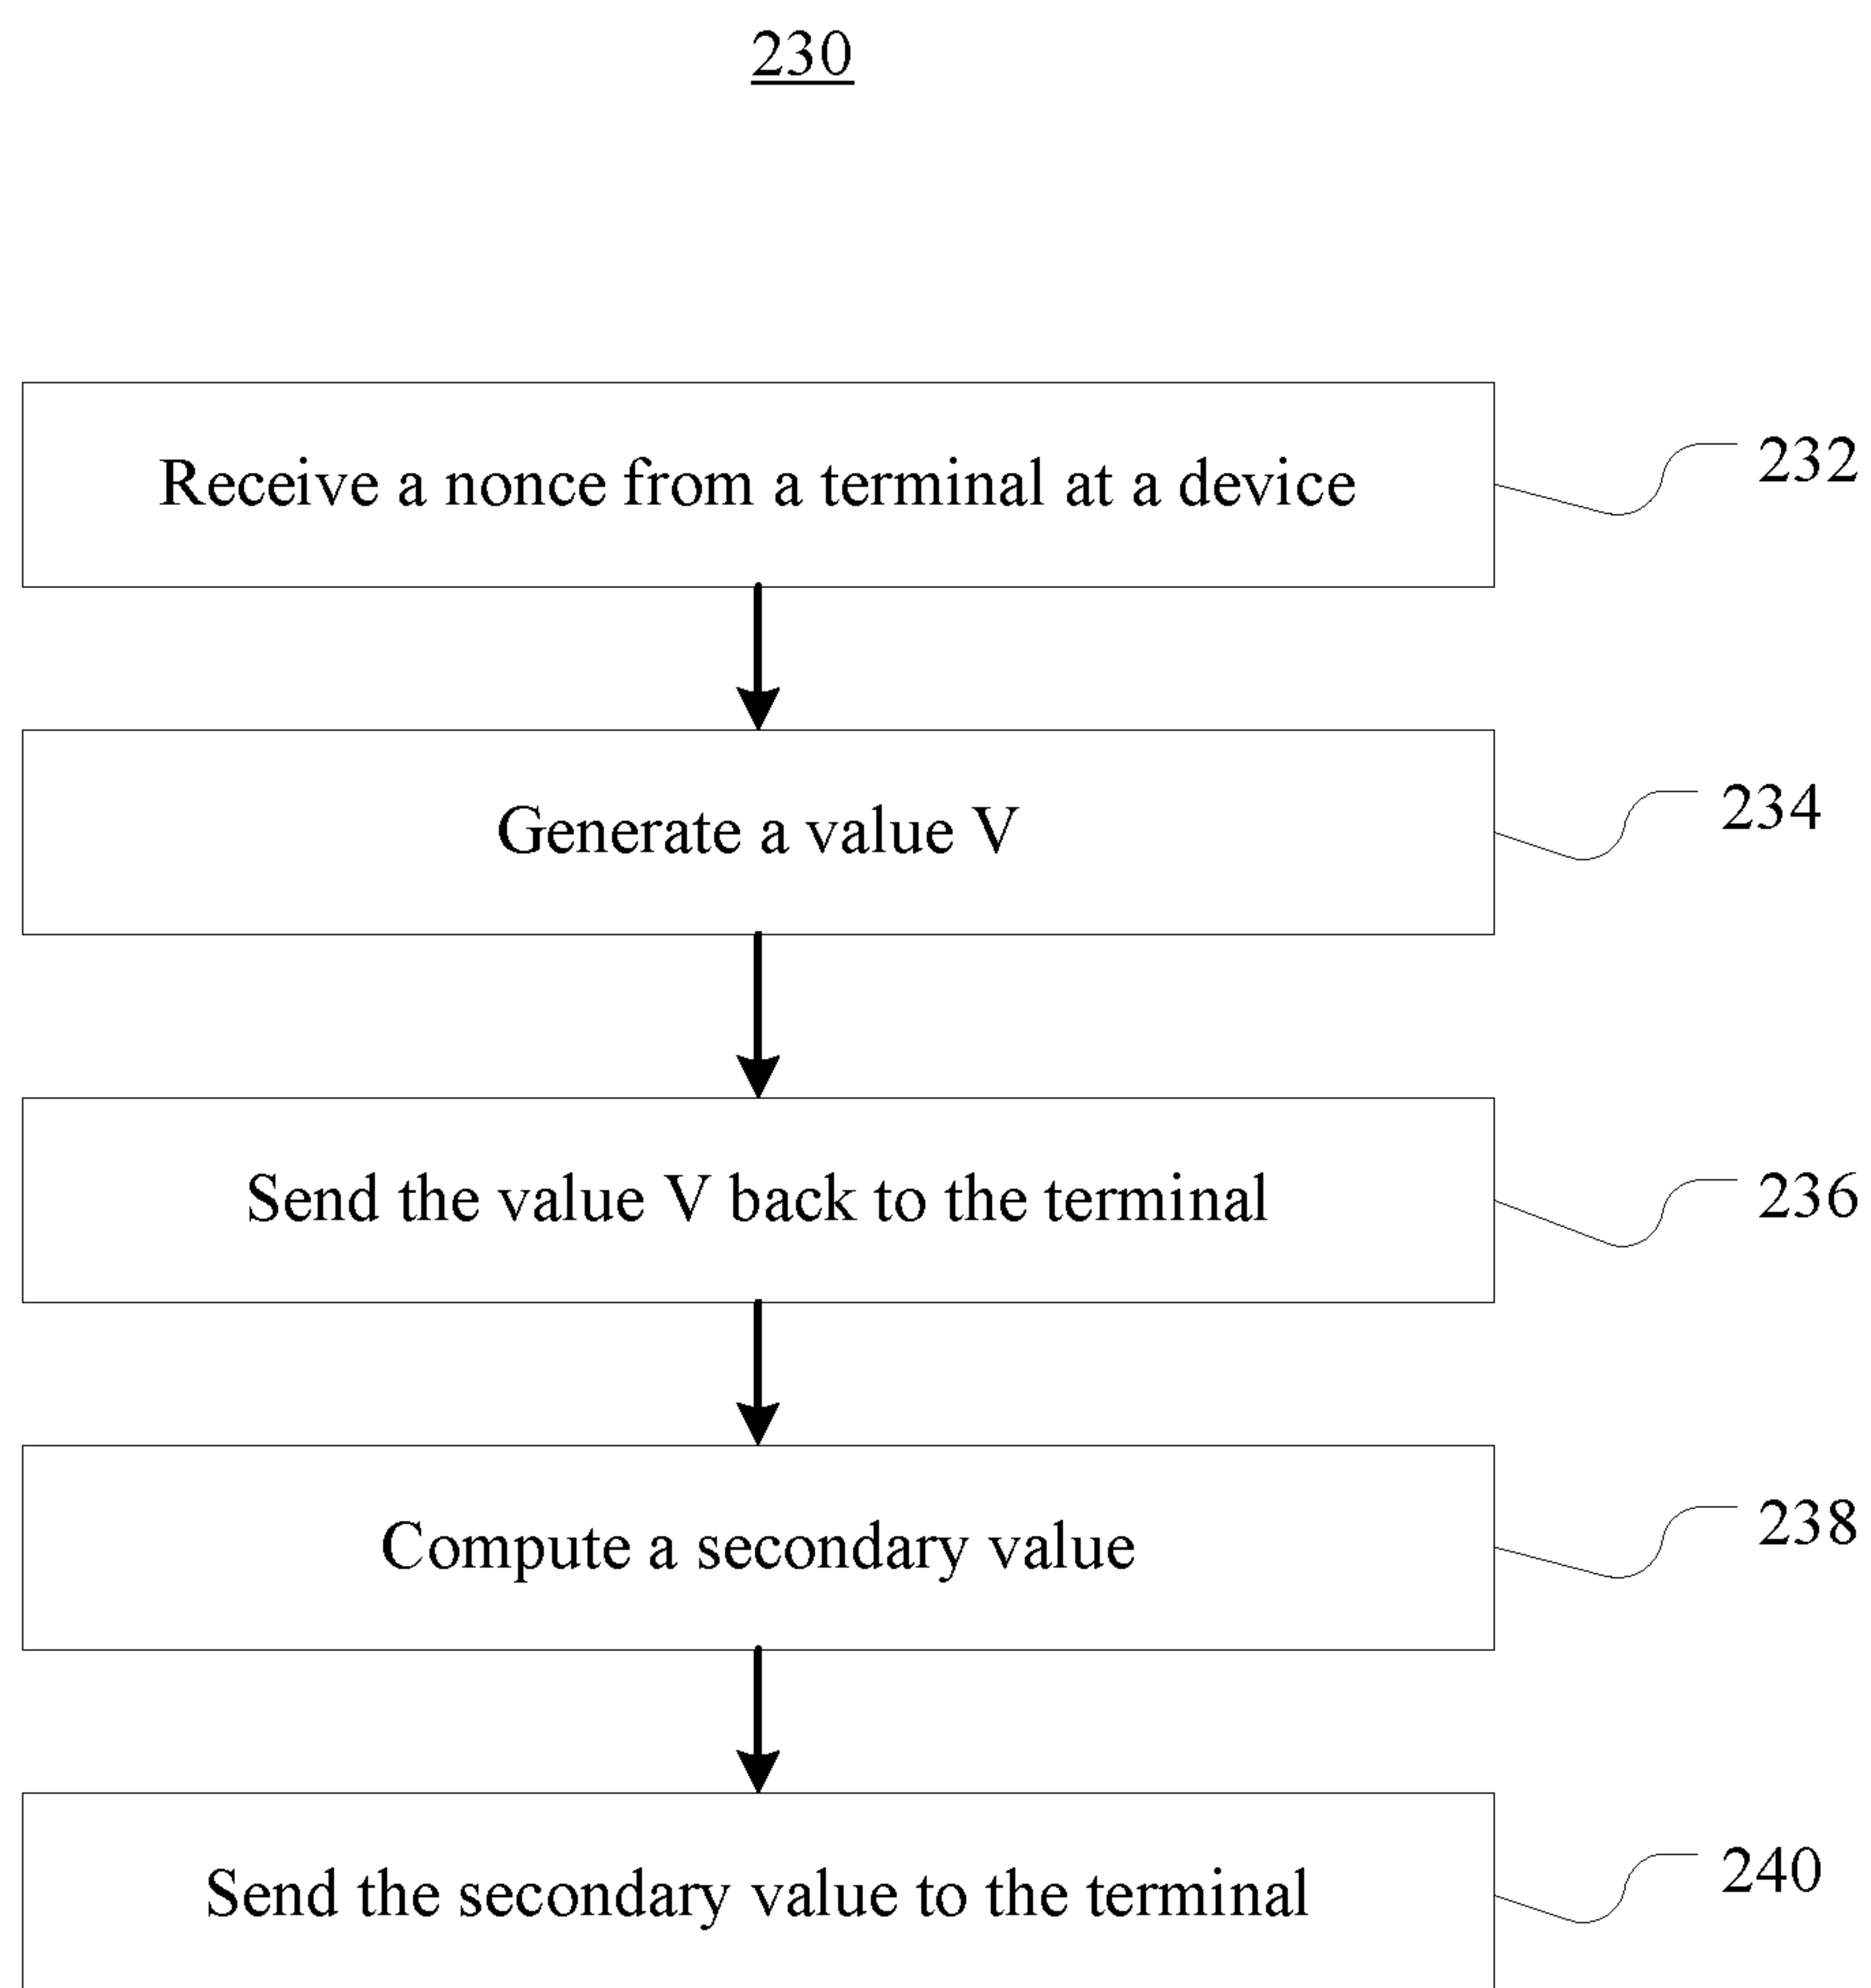 230
Receive a nonce from a terminal at a device
232
Generate a value V
234
Send the value V back to the terminal
236
Compute a secondary value
238
Send the secondary value to the terminal
240